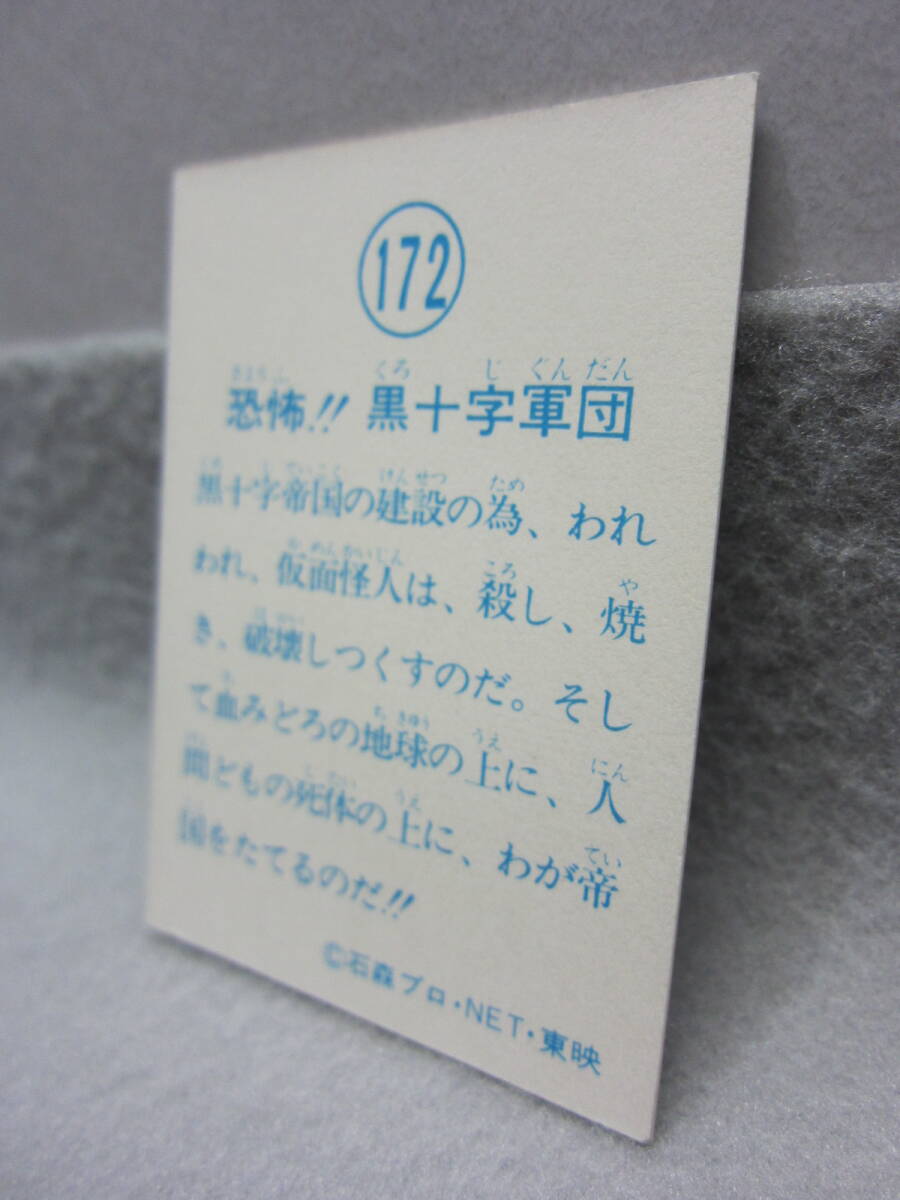 172
恐怖!! 黒十字軍団
黒十字帝国の建設の為、われ
われ、仮面怪人は、殺し、焼
き、破壊しつくすのだ。そし
て血みどろの地球の上に、人
間どもの死体の上に、わが帝
国をたてるのだ!!
©石森プロ・NET・東映